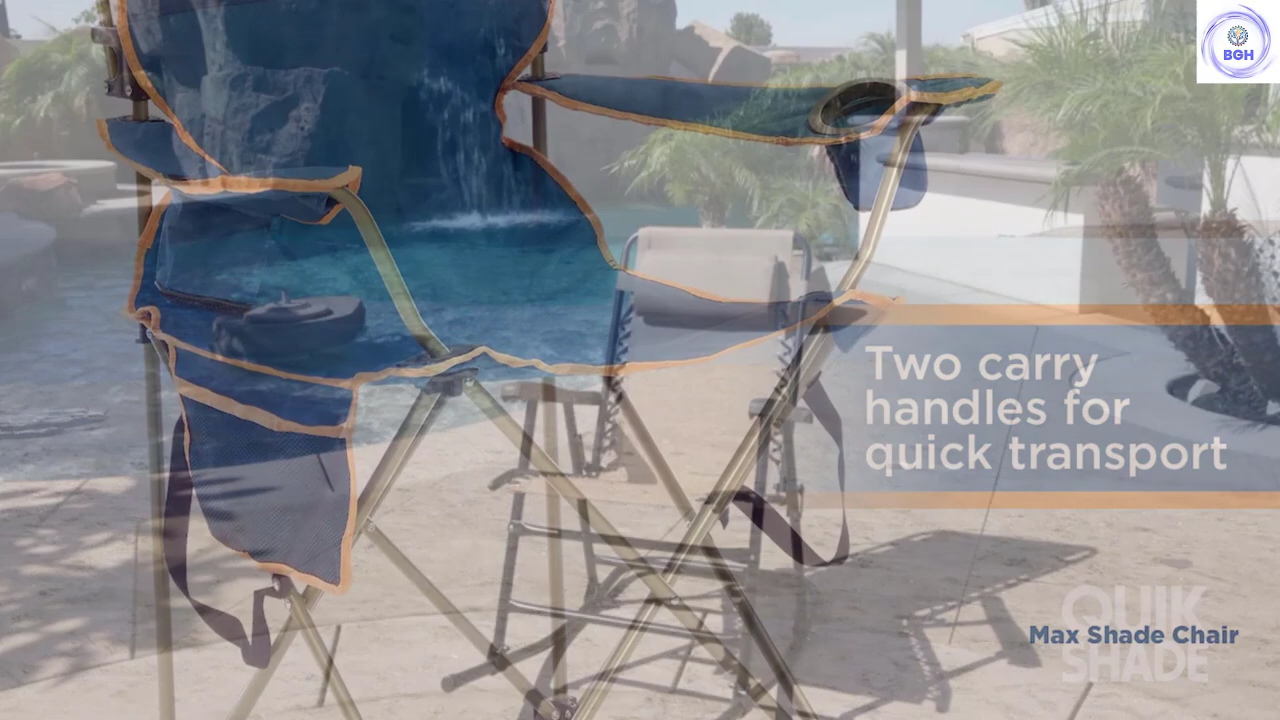 BGH
Two carry
handles for
quick transport
QUIK
Max Shade Chair
SHADE